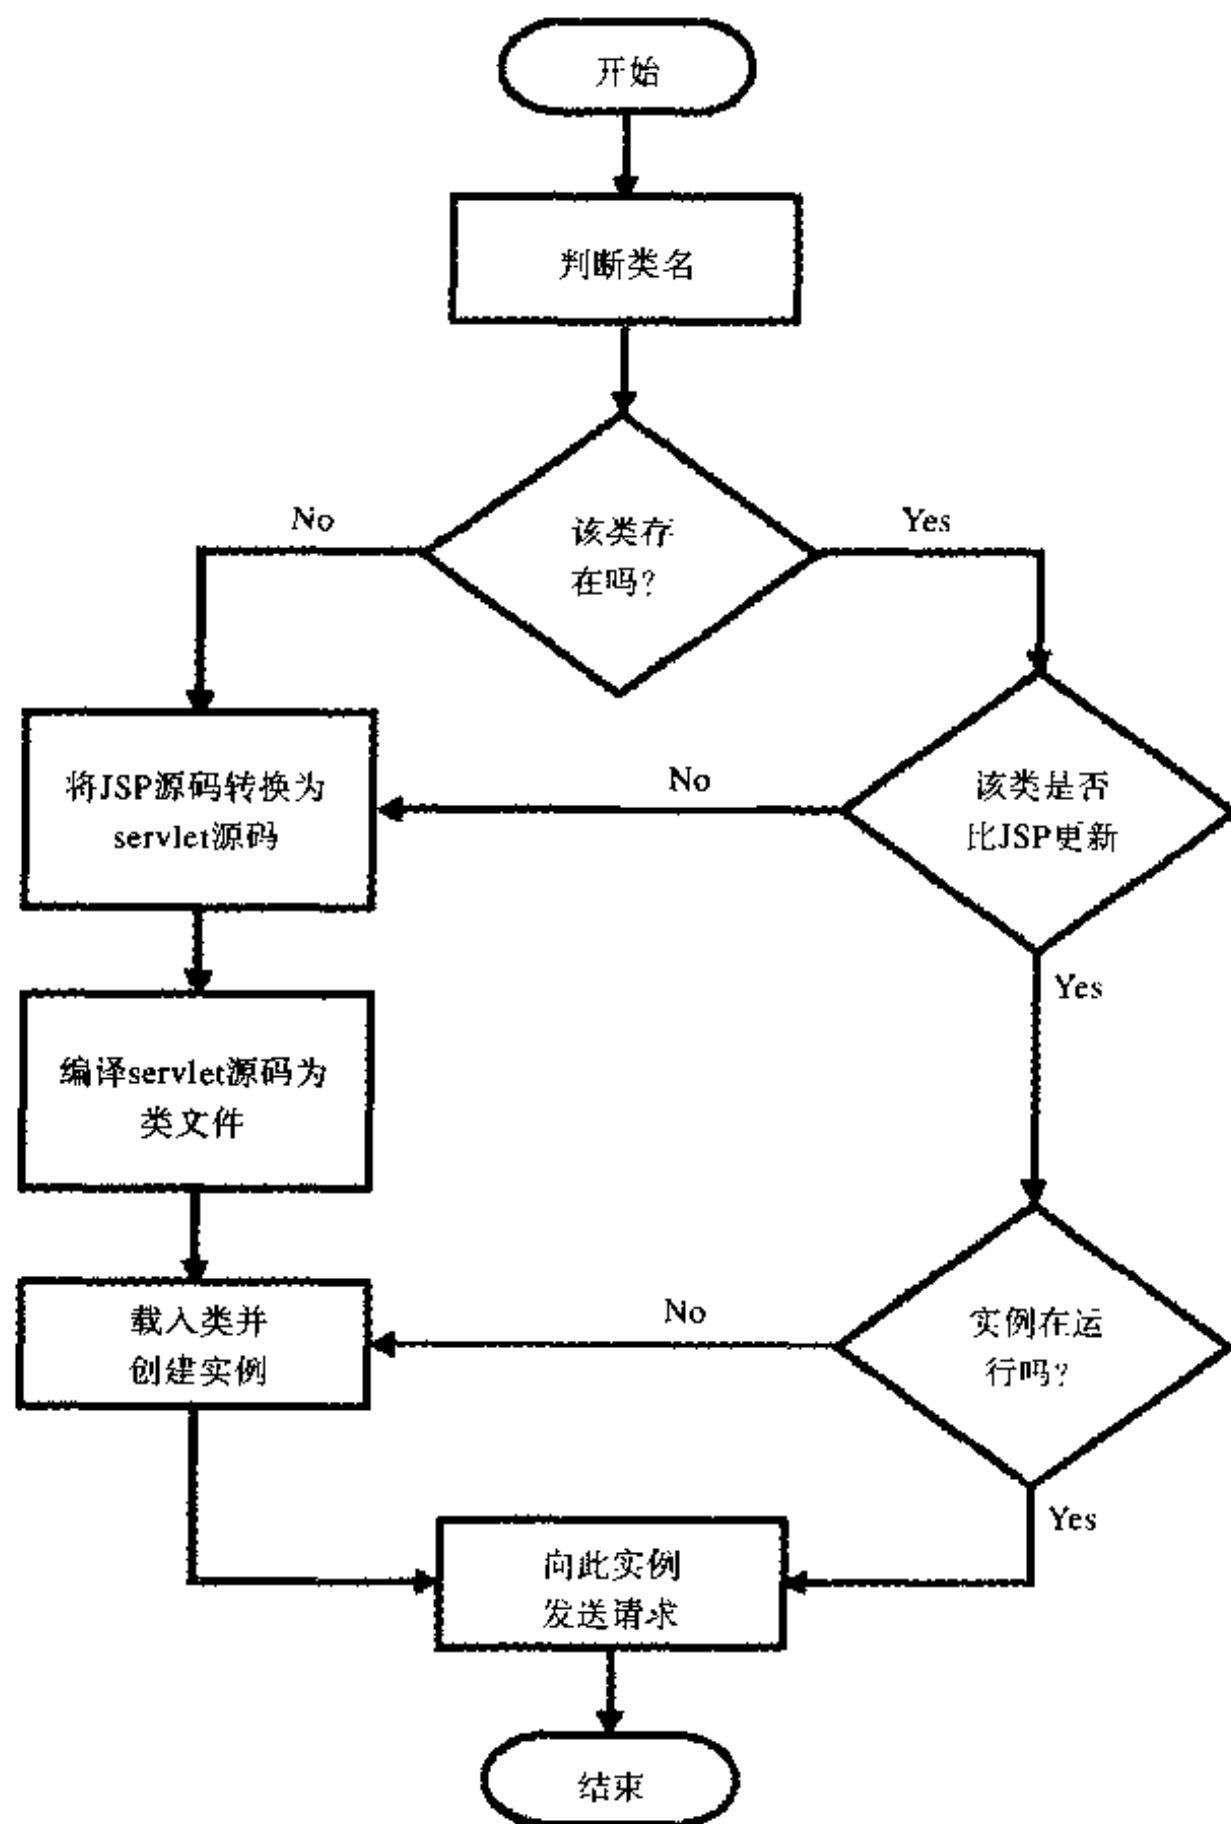 开始
判断类名
No
该类存
在吗?
Yes
将JSP源码转换为
servlet源码
No
该类是否
比JSP更新
Yes
编译servlet源码为
类文件
载入类并
创建实例
No
实例在运
行吗?
Yes
向此实例
发送请求
结束